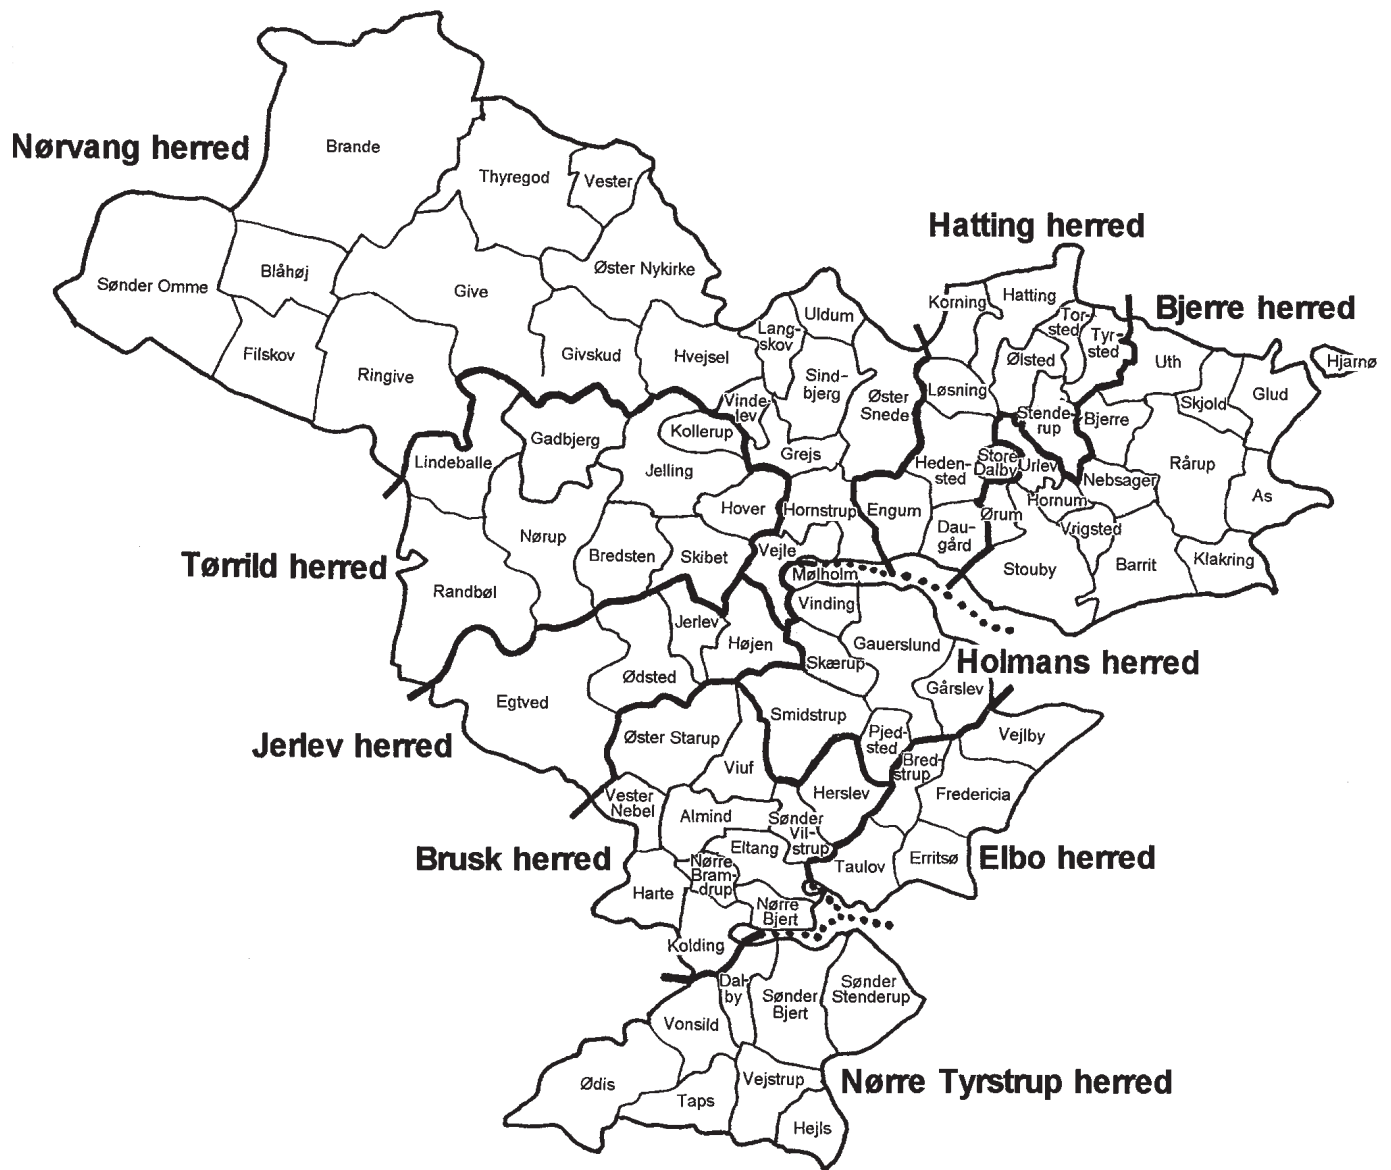 Nørvang herred
Brande
Thyregod
Vester
Hatting herred
Sønder Omme
Blåhøj
Give
Øster Nykirke
Filskov
Ringive
Givskud
Hvejsel
Lang-
skov
Uldum
Korning
Hatting
Tor-
sted
Tyr-
sted
Bjerre herred
Hjarnø
Ølsted
Uth
Glud
Skjold
Sind-
bjerg
Øster
Snede
Løsning
Vinde-
lev
Stende-
rup
Bjerre
Gadbjerg
Kollerup
Grejs
Lindeballe
Jelling
Heden-
sted
Store
Dalby
Urlev
Nebsager
Rårup
As
Hover
Hornstrup
Engum
Hornum
Ørum
Dau-
gård
Vrigsted
Nørup
Bredsten
Skibet
Vejle
Tørrild herred
Randbøl
Mølholm
Stouby
Barrit
Klakring
Vinding
Jerlev
Højen
Gauerslund
Skærup
Holmans herred
Ødsted
Egtved
Gårslev
Smidstrup
Jerlev herred
Øster Starup
Pjed-
sted
Vejlby
Viuf
Bred-
strup
Vester
Nebel
Herslev
Fredericia
Almind
Sønder
Vil-
strup
Eltang
Brusk herred
Nørre
Bram-
drup
Taulov
Erritsø
Elbo herred
Harte
Nørre
Bjert
Kolding
Dal-
by
Sønder
Bjert
Sønder
Stenderup
Vonsild
Ødis
Vejstrup
Nørre Tyrstrup herred
Taps
Hejls